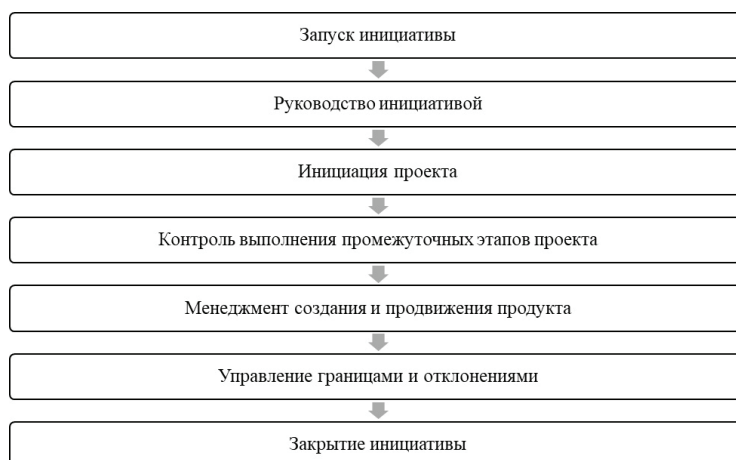 Запуск инициативы
Руководство инициативой
Инициация проекта
Контроль выполнения промежуточных этапов проекта
Менеджмент создания и продвижения продукта
Управление границами и отклонениями
Закрытие инициативы